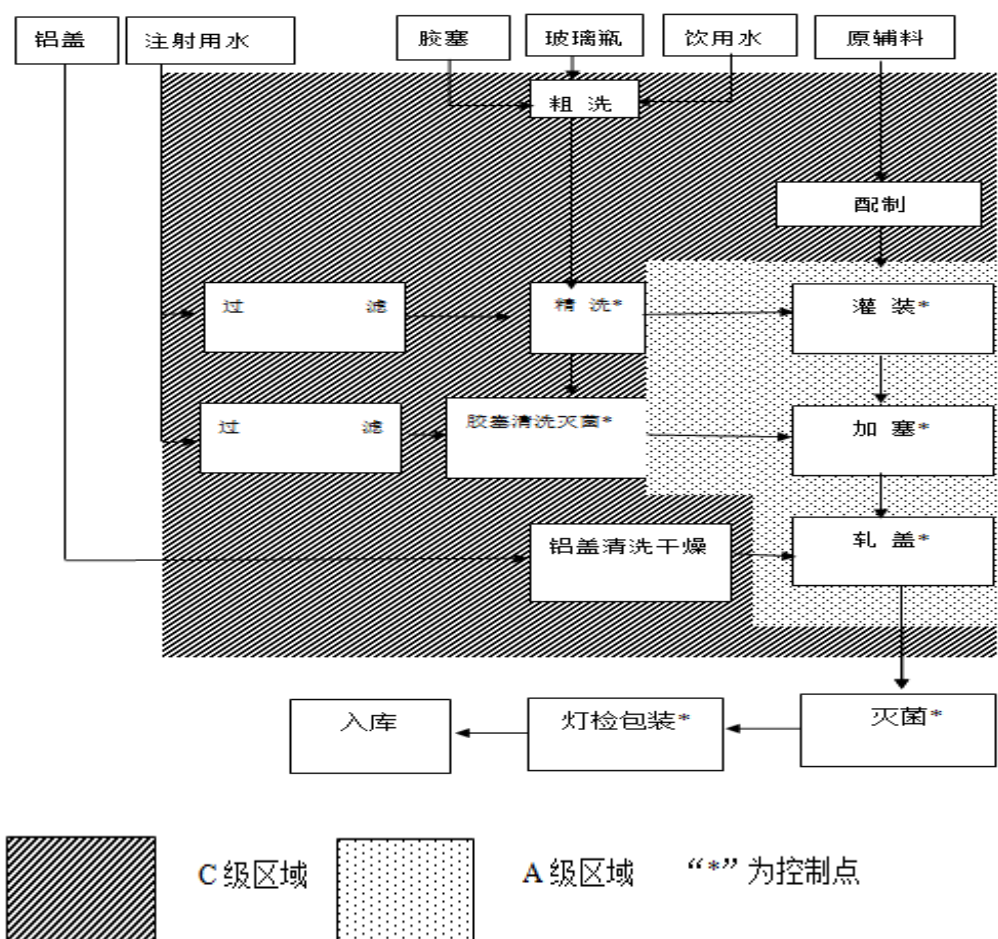 铝盖 注射用水 胶塞 玻璃瓶 饮用水 原辅料
粗 洗
配制
过 滤 精 洗* 灌 装*
过 滤 胶塞清洗灭菌* 加 塞*
铝盖清洗干燥 轧 盖*
入库 灯检包装* 灭菌*
C 级区域 A 级区域 “*”为控制点